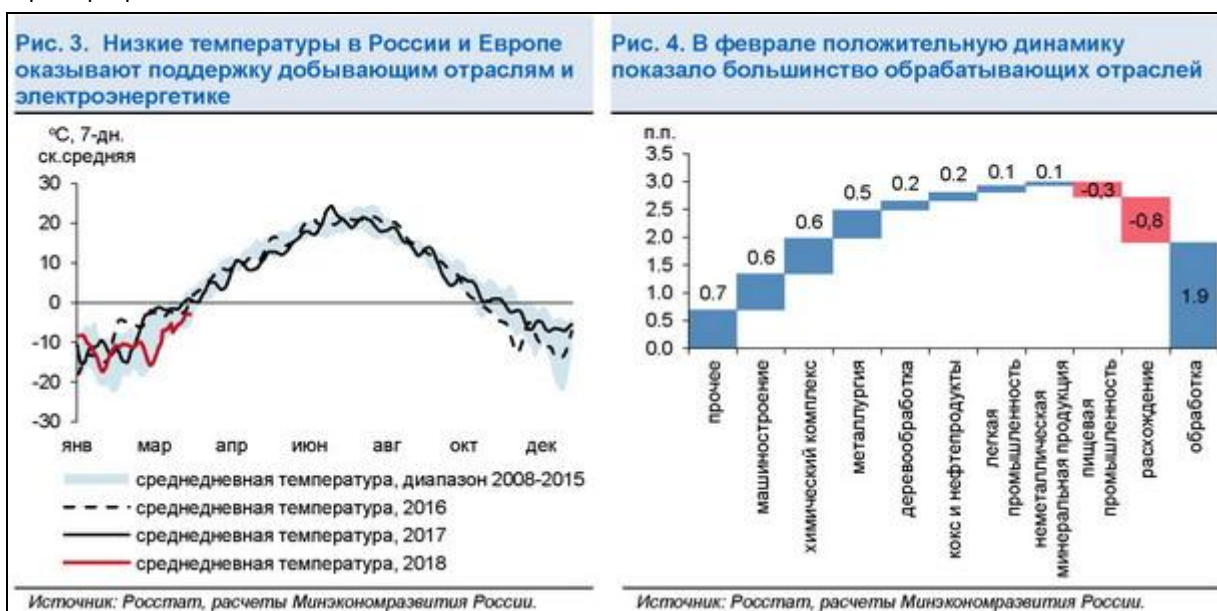 Рис. 3. Низкие температуры в России и Европе
оказывают поддержку добывающим отраслям и
электроэнергетике
°C, 7-дн.
ск.средняя
30
20
10
0
-10
-20
-30
янв
мар
апр
июн
авг
окт
дек
среднедневная температура, диапазон 2008-2015
среднедневная температура, 2016
среднедневная температура, 2017
среднедневная температура, 2018
Источник: Росстат, расчеты Минэкономразвития России.
Рис. 4. В феврале положительную динамику
показало большинство обрабатывающих отраслей
п.п.
3.5
3.0
2.5
2.0
1.5
1.0
0.5
0.0
0.7
0.6
0.6
0.5
0.2
0.2
0.1
0.1
-0,3
-0,8
1.9
прочее
машиностроение
химический комплекс
металлургия
деревообработка
кокс и нефтепродукты
легкая
промышленность
неметаллическая
минеральная продукция
пищевая
промышленность
расхождение
обработка
Источник: Росстат, расчеты Минэкономразвития России.